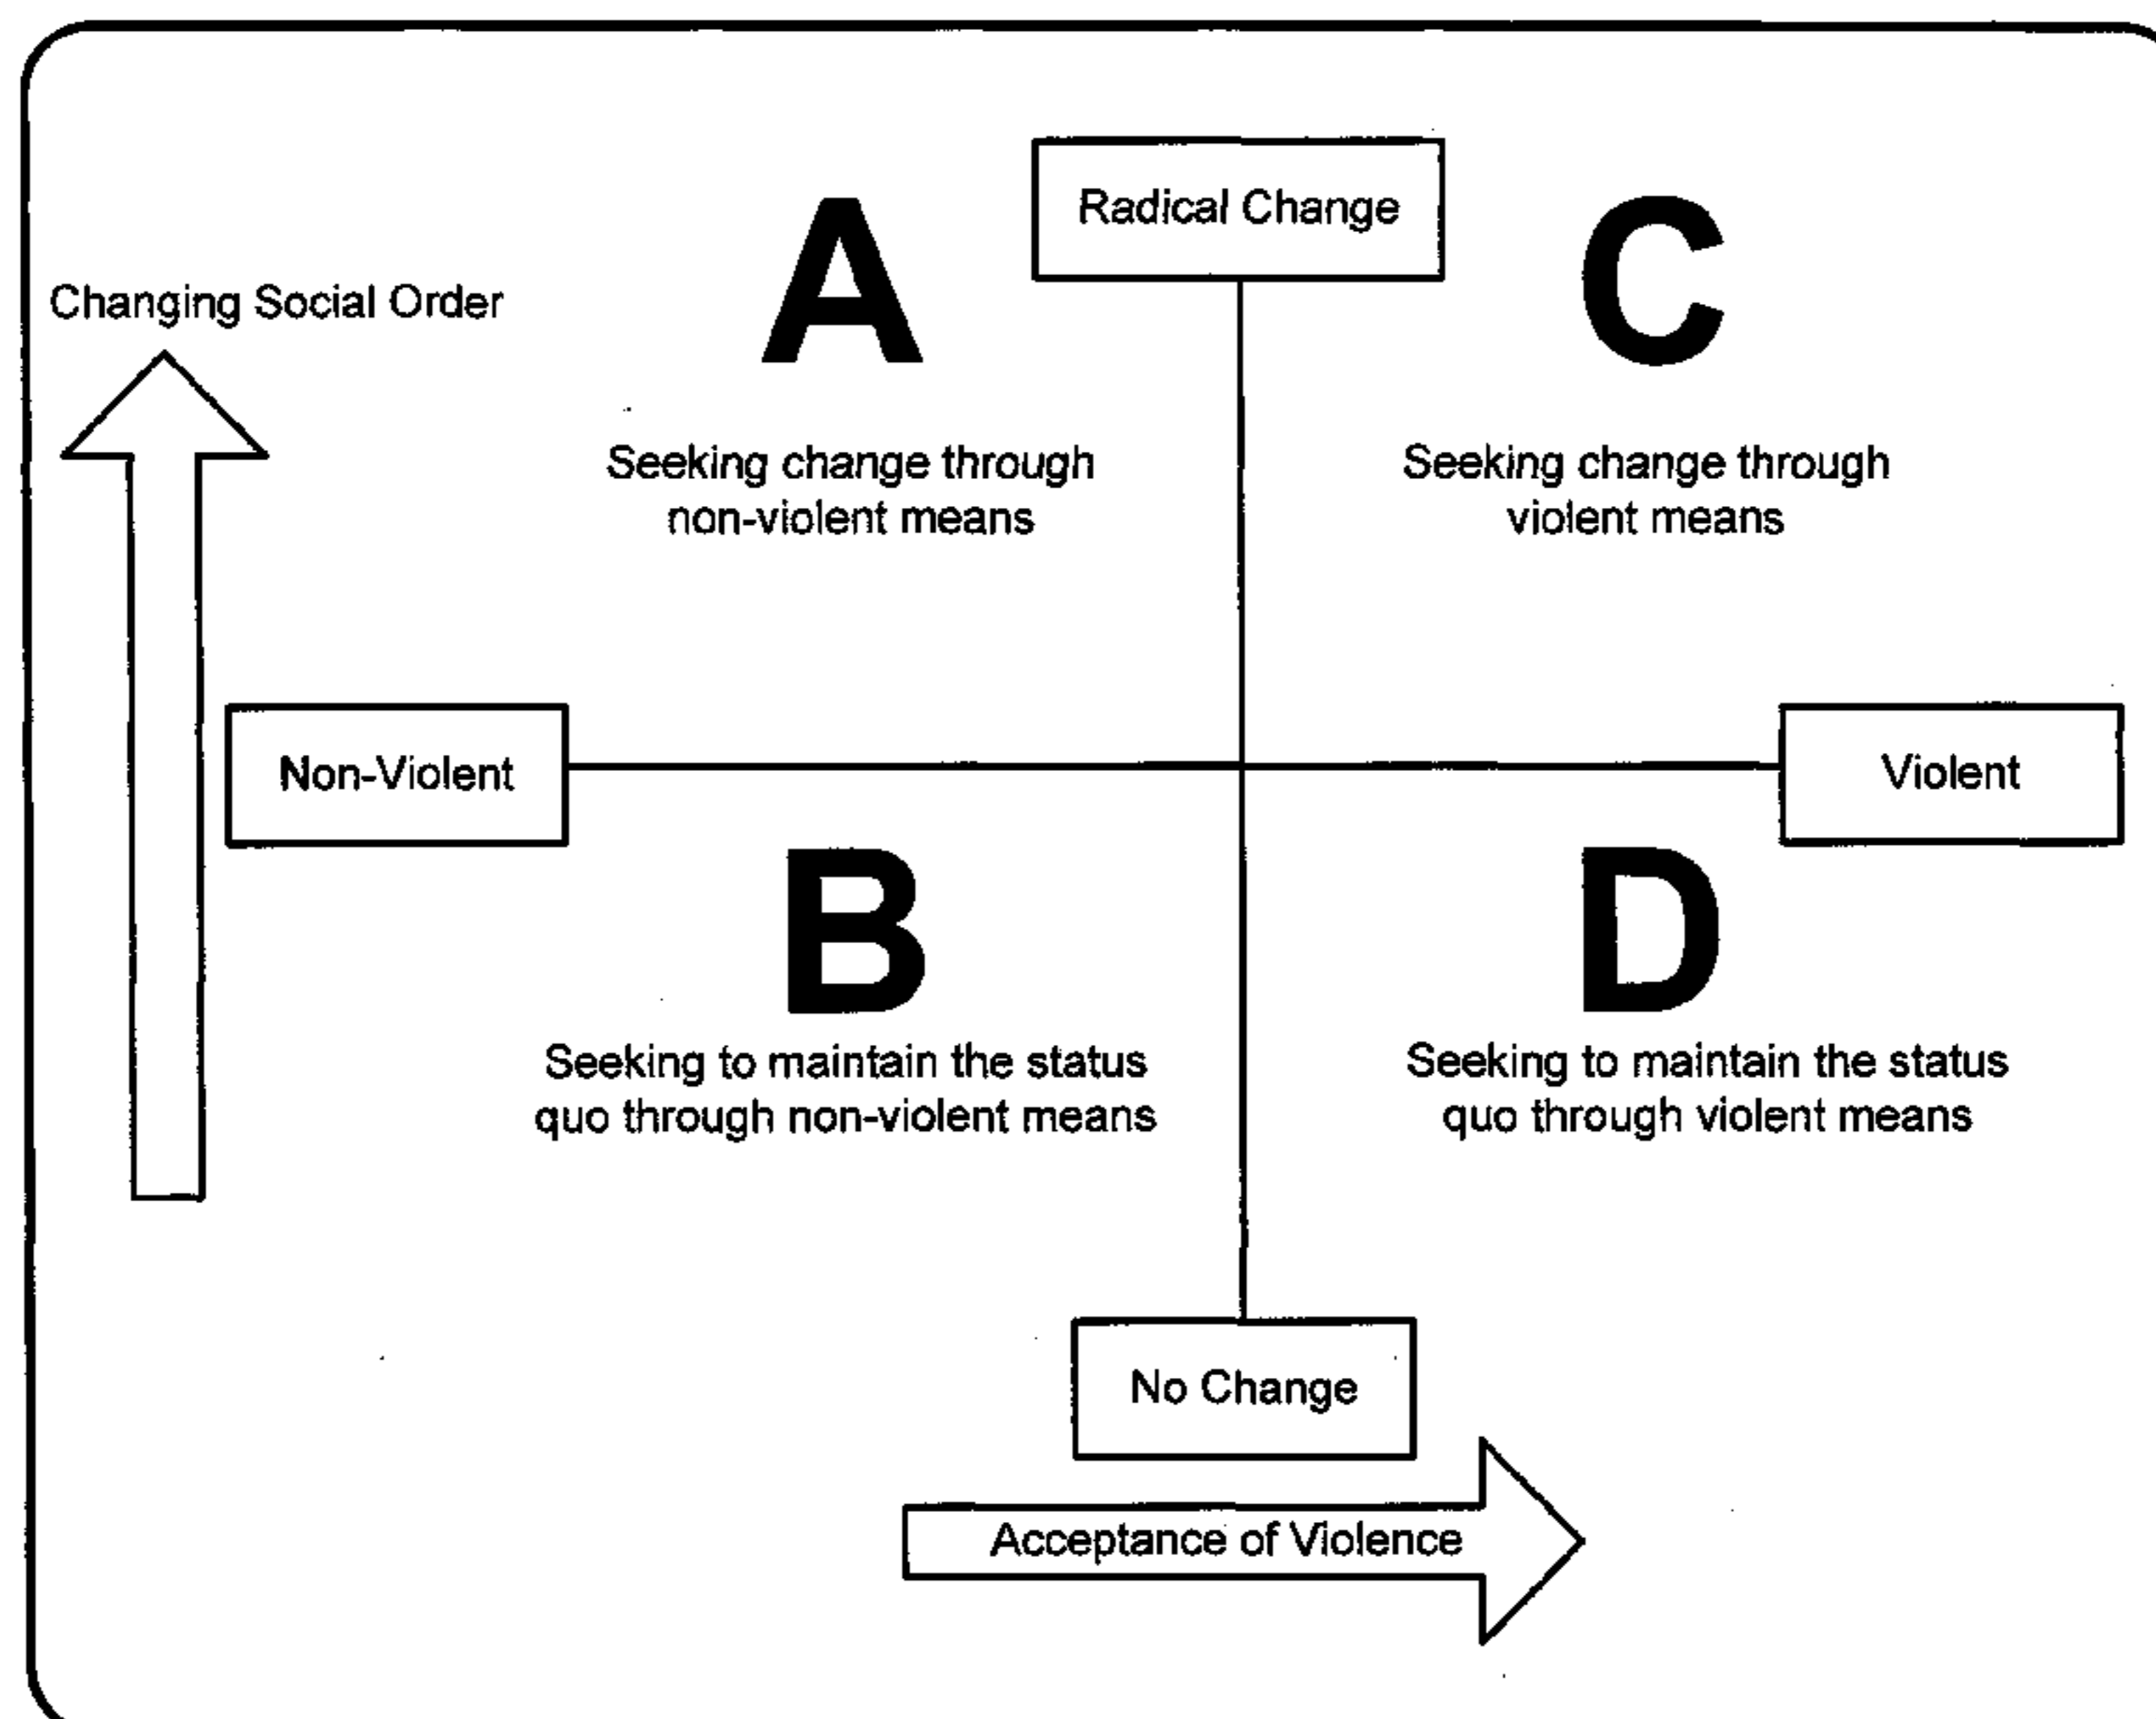 Radical Change
A
C
Changing Social Order
Seeking change through
non-violent means
Seeking change through
violent means
Non-Violent
Violent
B
D
Seeking to maintain the status
quo through non-violent means
Seeking to maintain the status
quo through violent means
No Change
Acceptance of Violence